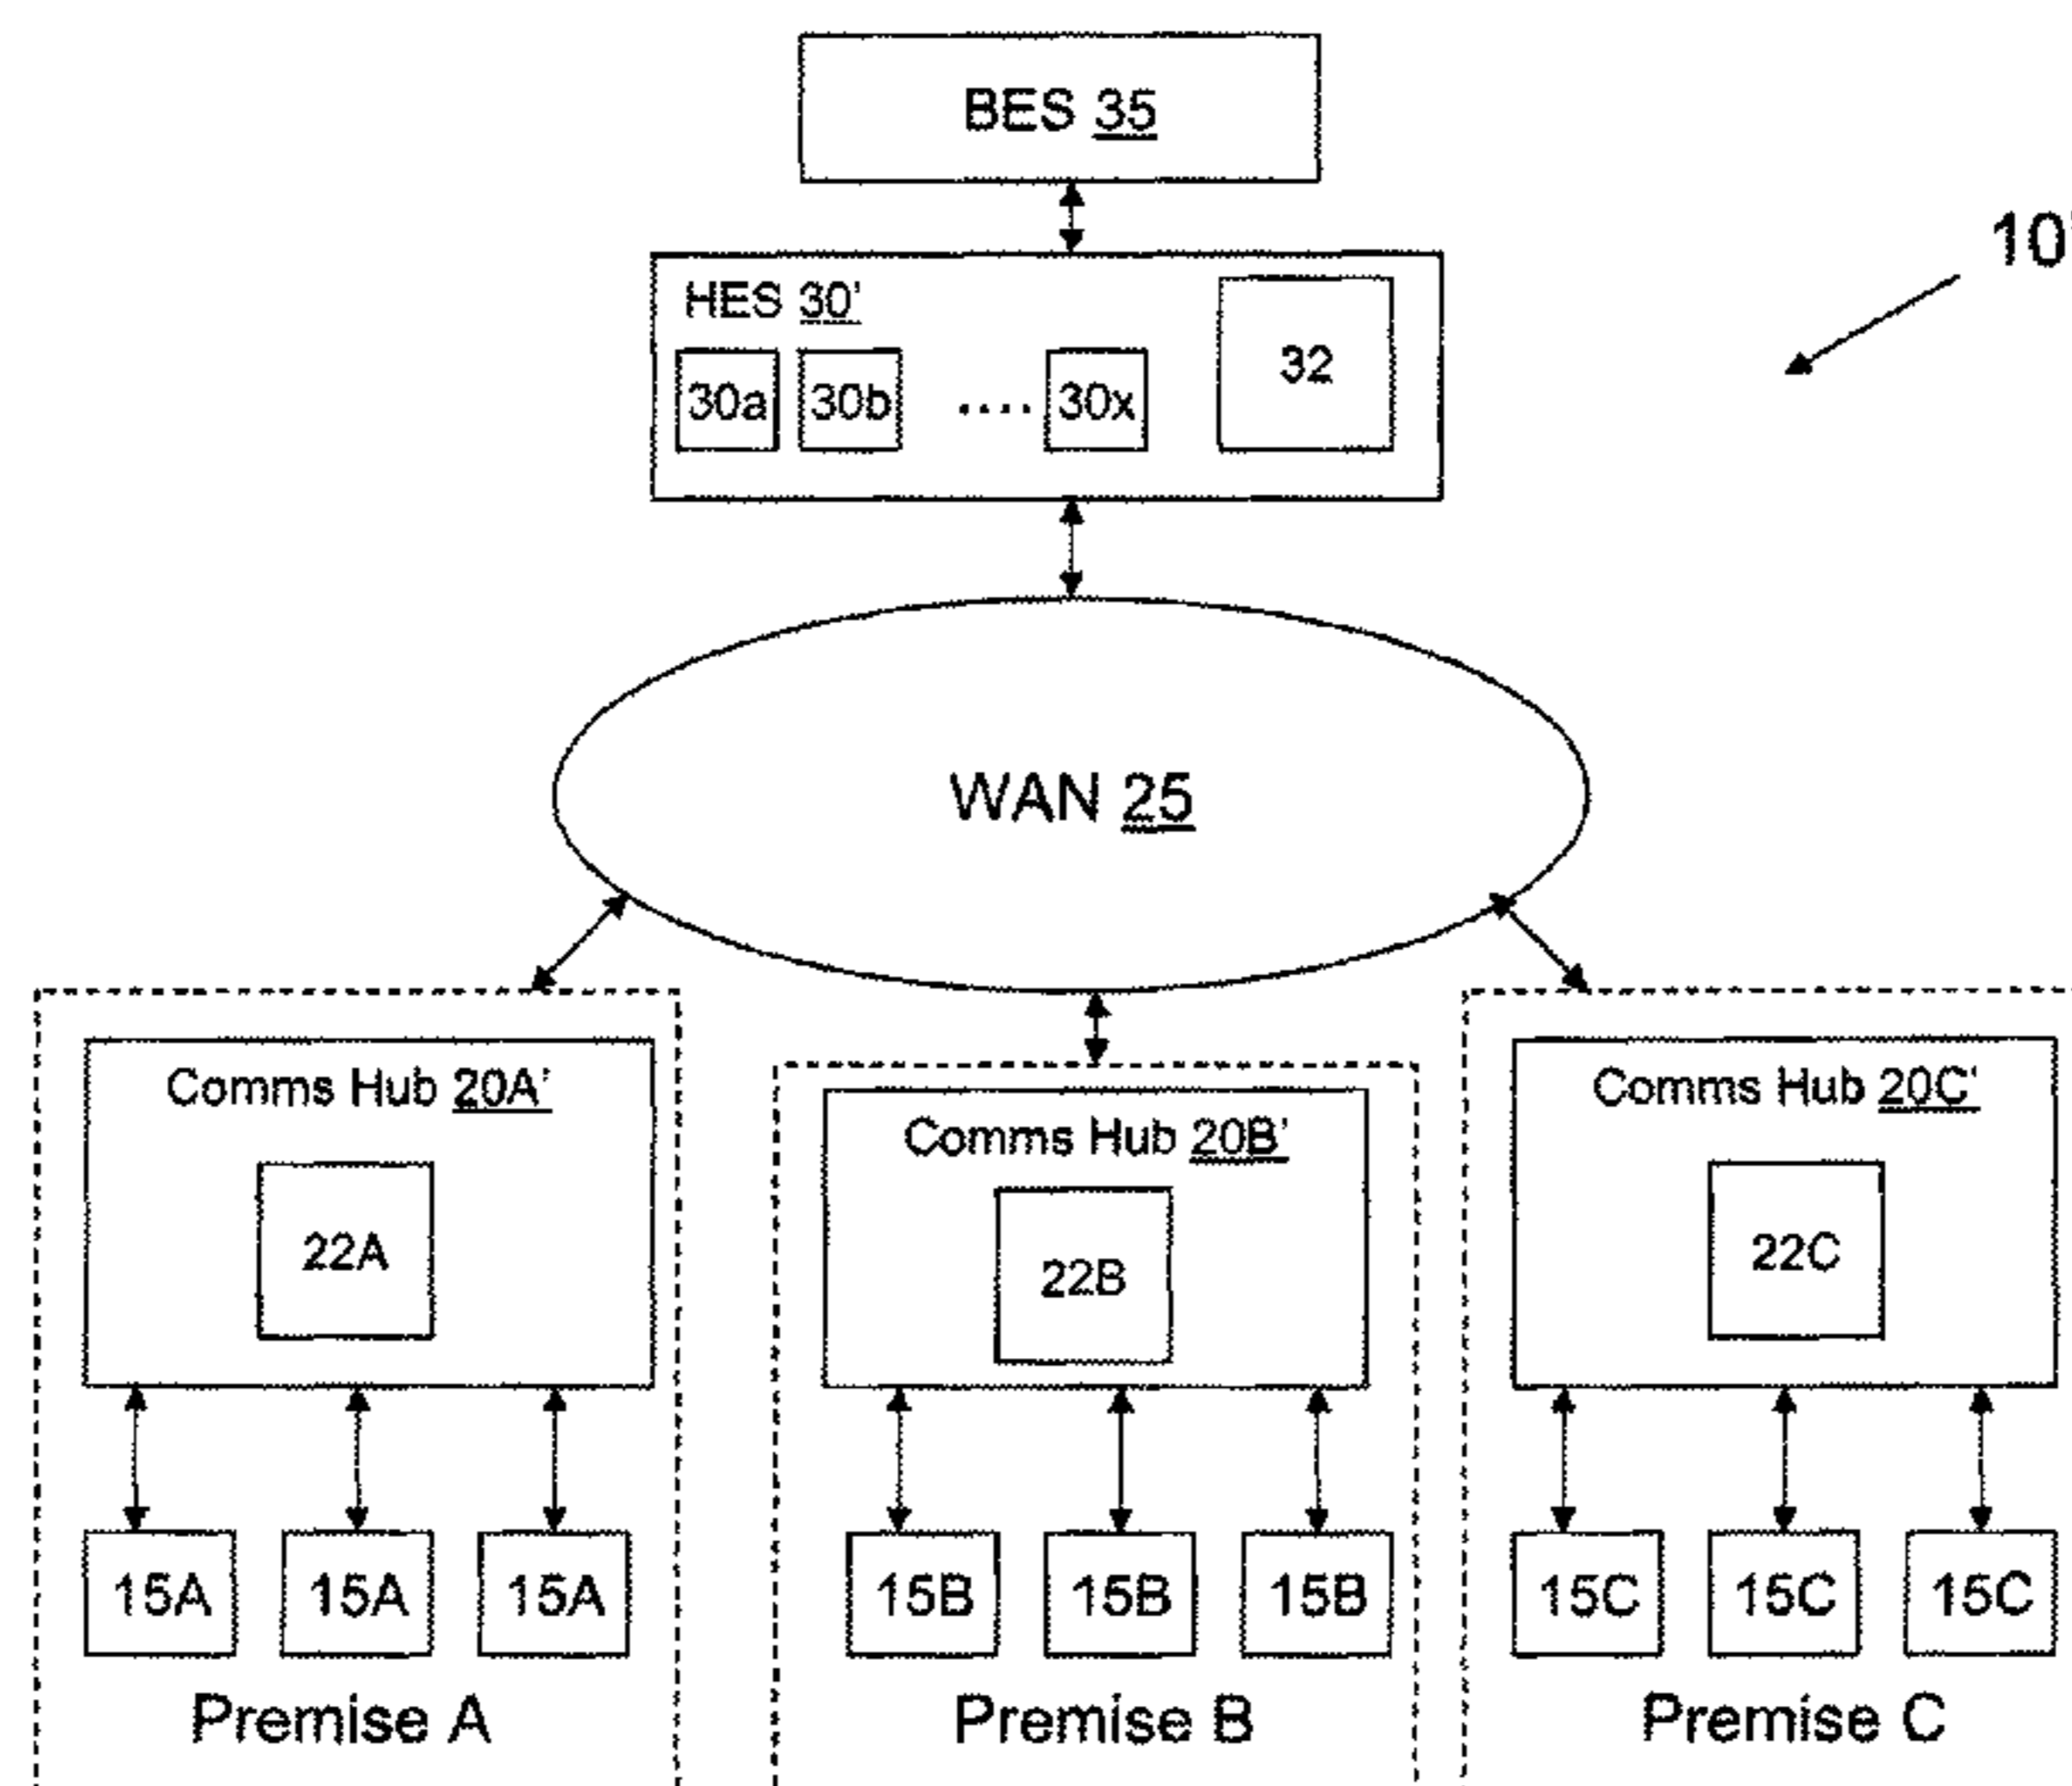 BES 35
10'
HES 30'
32
30a 30b .... 30x
WAN 25
Comms Hub 20A'
Comms Hub 20B'
Comms Hub 20C'
22A
22B
22C
15A 15A 15A
15B 15B 15B
15C 15C 15C
Premise A
Premise B
Premise C